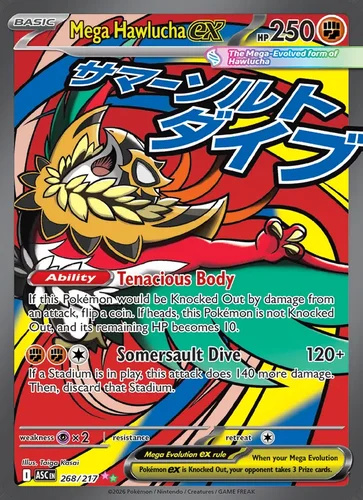 BASIC
Mega Hawlucha ex HP 250
The Mega-Evolved form of
Hawlucha
サマーソルト
ダイブ
Ability Tenacious Body
If this Pokémon would be Knocked Out by damage from
an attack, flip a coin. If heads, this Pokémon is not Knocked
Out, and its remaining HP becomes 10.
Somersault Dive 120+
If a Stadium is in play, this attack does 140 more damage.
Then, discard that Stadium.
weakness ×2 resistance retreat
Illus. Taiga Kasai
Mega Evolution ex rule When your Mega Evolution
Pokémon ex is Knocked Out, your opponent takes 3 Prize cards.
I ASC EN 268/217
©2026 Pokémon / Nintendo / Creatures / GAME FREAK